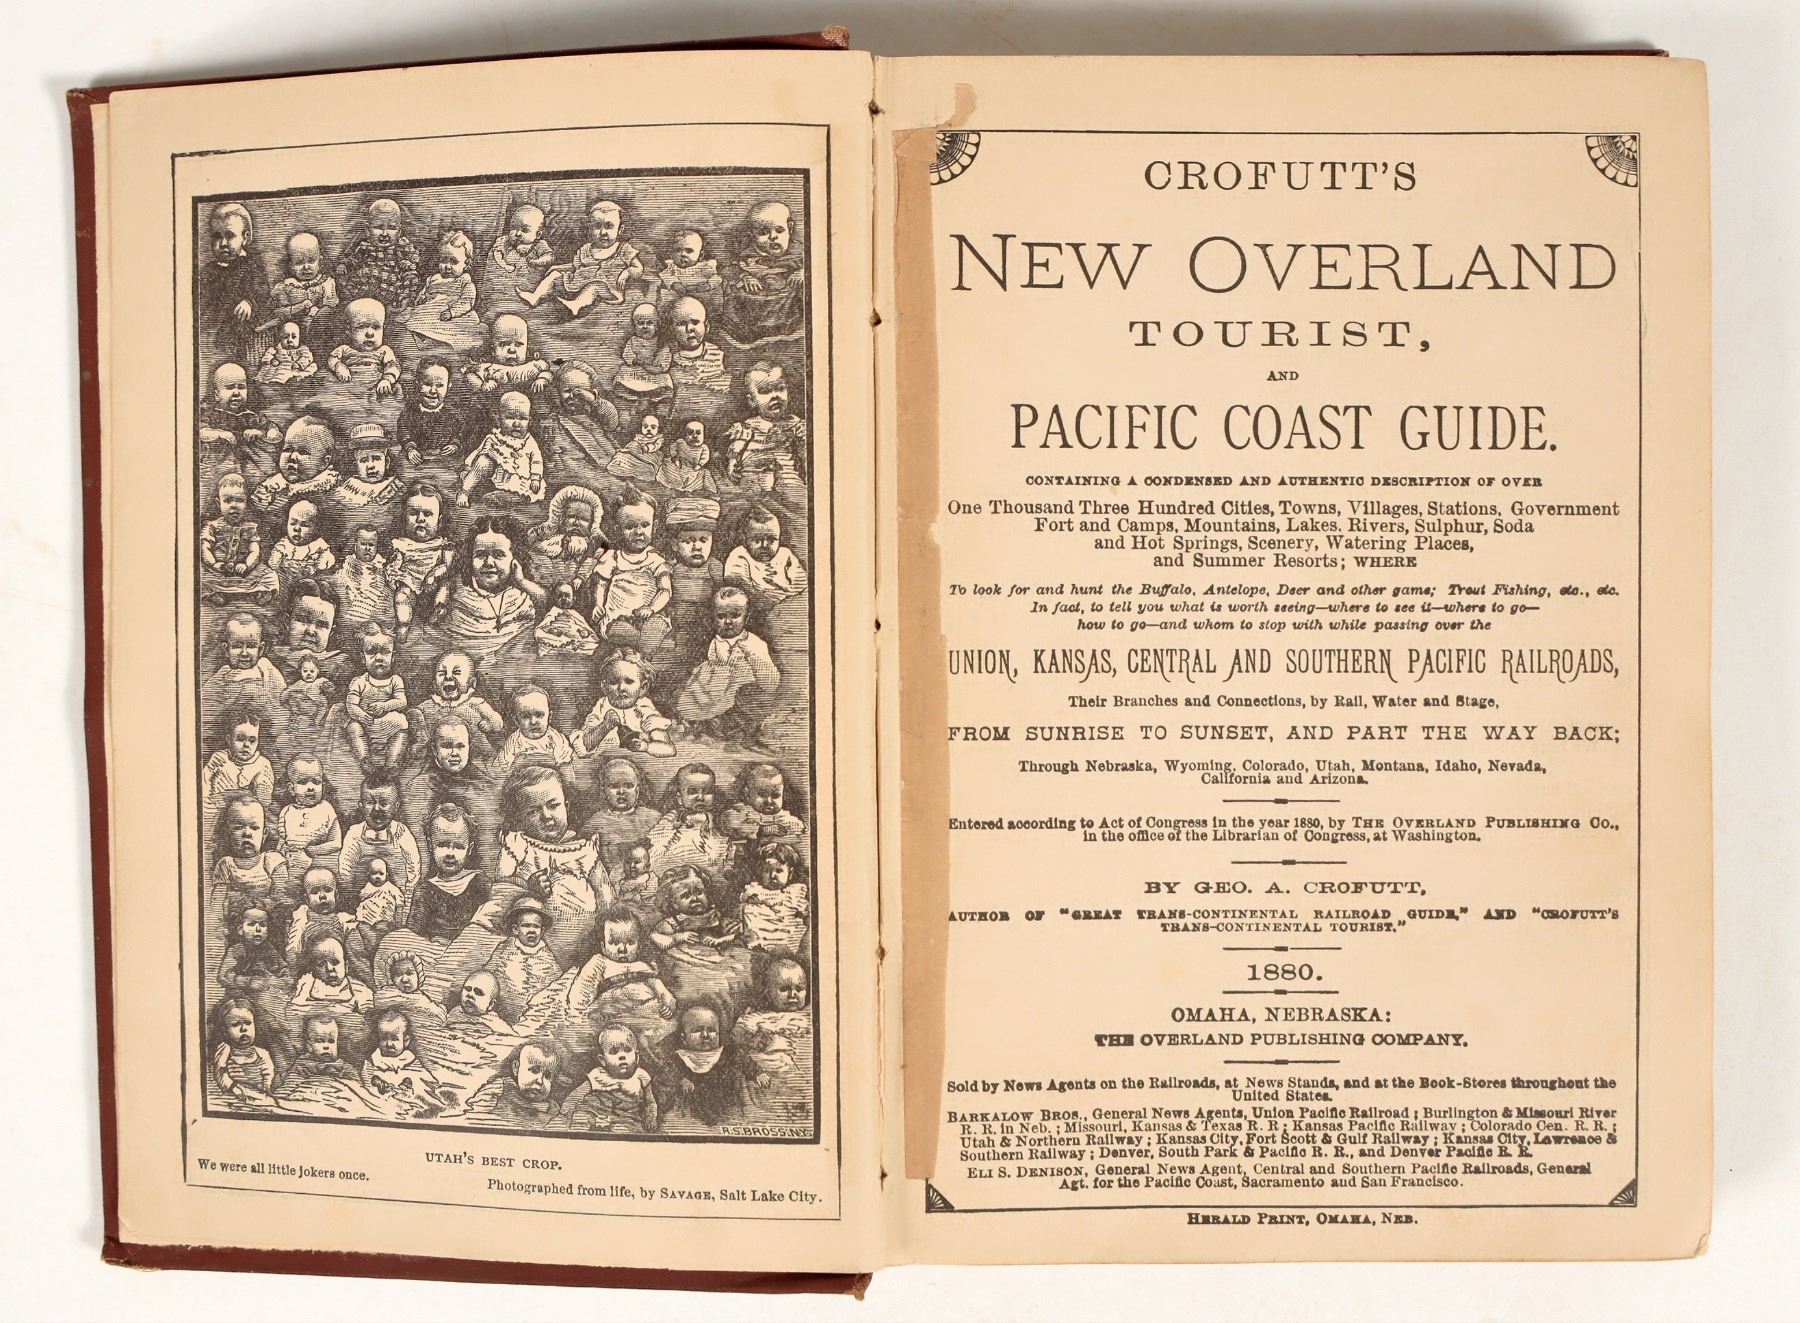 R.S.BROSS.N.Y.
UTAH'S BEST CROP.
We were all little jokers once.
Photographed from life, by SAVAGE, Salt Lake City.
CROFUTT'S
NEW OVERLAND
TOURIST,
AND
PACIFIC COAST GUIDE.
CONTAINING A CONDENSED AND AUTHENTIC DESCRIPTION OF OVER
One Thousand Three Hundred Cities, Towns, Villages, Stations, Government
Fort and Camps, Mountains, Lakes. Rivers, Sulphur, Soda
and Hot Springs, Scenery, Watering Places,
and Summer Resorts; WHERE
To look for and hunt the Buffalo, Antelope, Deer and other game; Trout Fishing, etc., etc.
In fact, to tell you what is worth seeing—where to see it—where to go—
how to go—and whom to stop with while passing over the
UNION, KANSAS, CENTRAL AND SOUTHERN PACIFIC RAILROADS,
Their Branches and Connections, by Rail, Water and Stage,
FROM SUNRISE TO SUNSET, AND PART THE WAY BACK;
Through Nebraska, Wyoming, Colorado, Utah, Montana, Idaho, Nevada,
California and Arizona.
Entered according to Act of Congress in the year 1880, by THE OVERLAND PUBLISHING CO.,
in the office of the Librarian of Congress, at Washington.
BY GEO. A. CROFUTT,
AUTHOR OF "GREAT TRANS-CONTINENTAL RAILROAD GUIDE," AND "CROFUTT'S
TRANS-CONTINENTAL TOURIST."
1880.
OMAHA, NEBRASKA:
THE OVERLAND PUBLISHING COMPANY.
Sold by News Agents on the Railroads, at News Stands, and at the Book-Stores throughout the
United States.
BARKALOW BROS., General News Agents, Union Pacific Railroad; Burlington & Missouri River
R. R. in Neb.; Missouri, Kansas & Texas R. R; Kansas Pacific Railway; Colorado Cen. R. R.;
Utah & Northern Railway; Kansas City, Fort Scott & Gulf Railway; Kansas City, Lawrence &
Southern Railway; Denver, South Park & Pacific R. R., and Denver Pacific R. R.
ELI S. DENISON, General News Agent, Central and Southern Pacific Railroads, General
Agt. for the Pacific Coast, Sacramento and San Francisco.
HERALD PRINT, OMAHA, NEB.